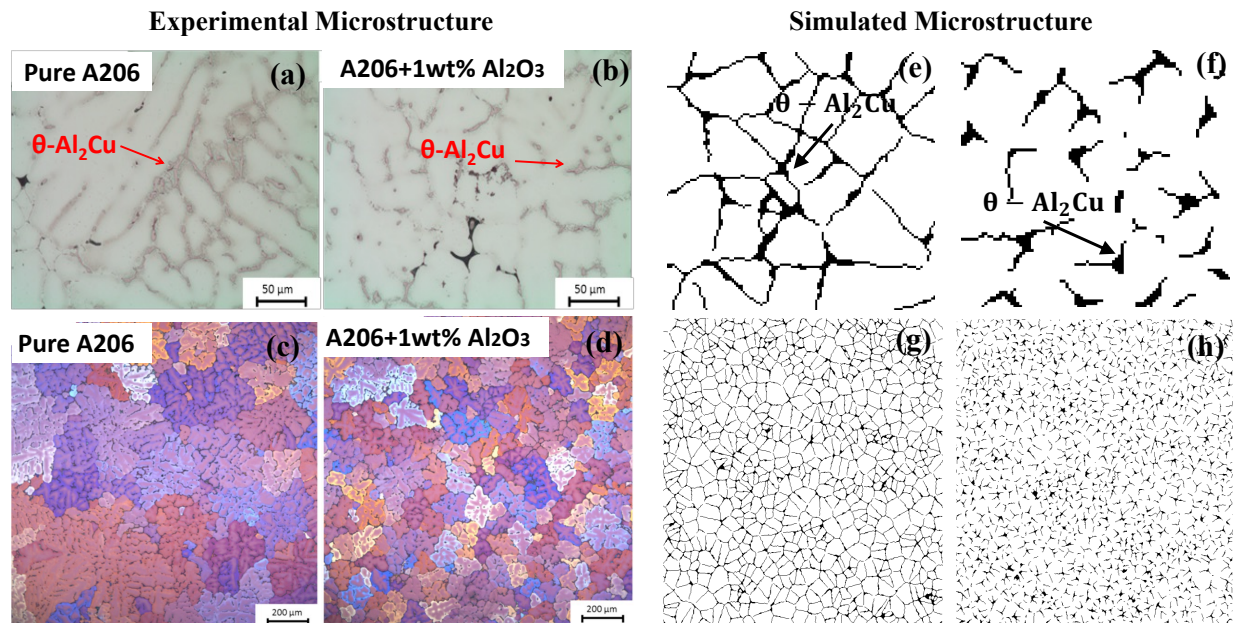 Experimental Microstructure
Simulated Microstructure
Pure A206
(a)
A206+1wt% Al₂O₃
(b)
(e)
(f)
θ-Al₂Cu
θ-Al₂Cu
θ − Al₂Cu
θ − Al₂Cu
50 µm
50 µm
Pure A206
(c)
A206+1wt% Al₂O₃
(d)
(g)
(h)
200 µm
200 µm